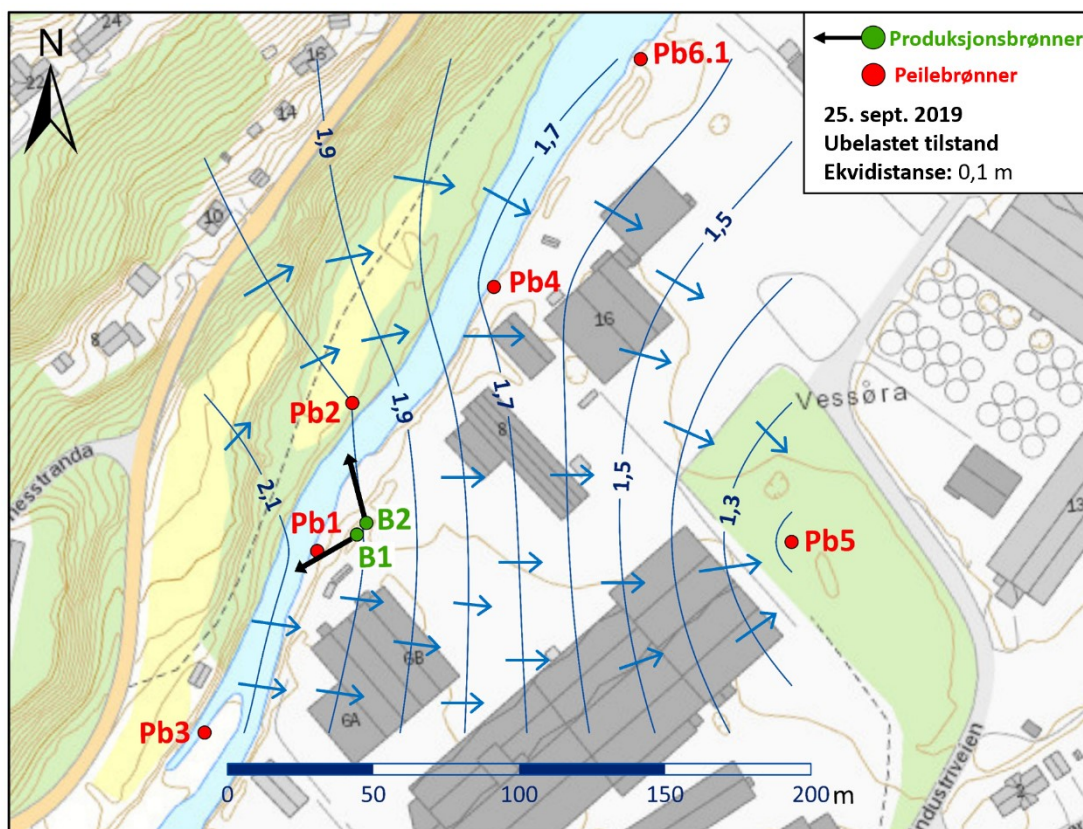 N
24
22
16
14
10
8
1,9
1,7
1,5
Pb6.1
Produksjonsbrønner
Peilebrønner
25. sept. 2019
Ubelastet tilstand
Ekvidistanse: 0,1 m
Pb4
16
Vessøra
Pb2
1,9
1,7
8
2,1
1,5
1,3
B2
Pb1
B1
Pb5
13
nesstranda
6B
6A
Pb3
2
ndustriveien
0
50
100
150
200 m